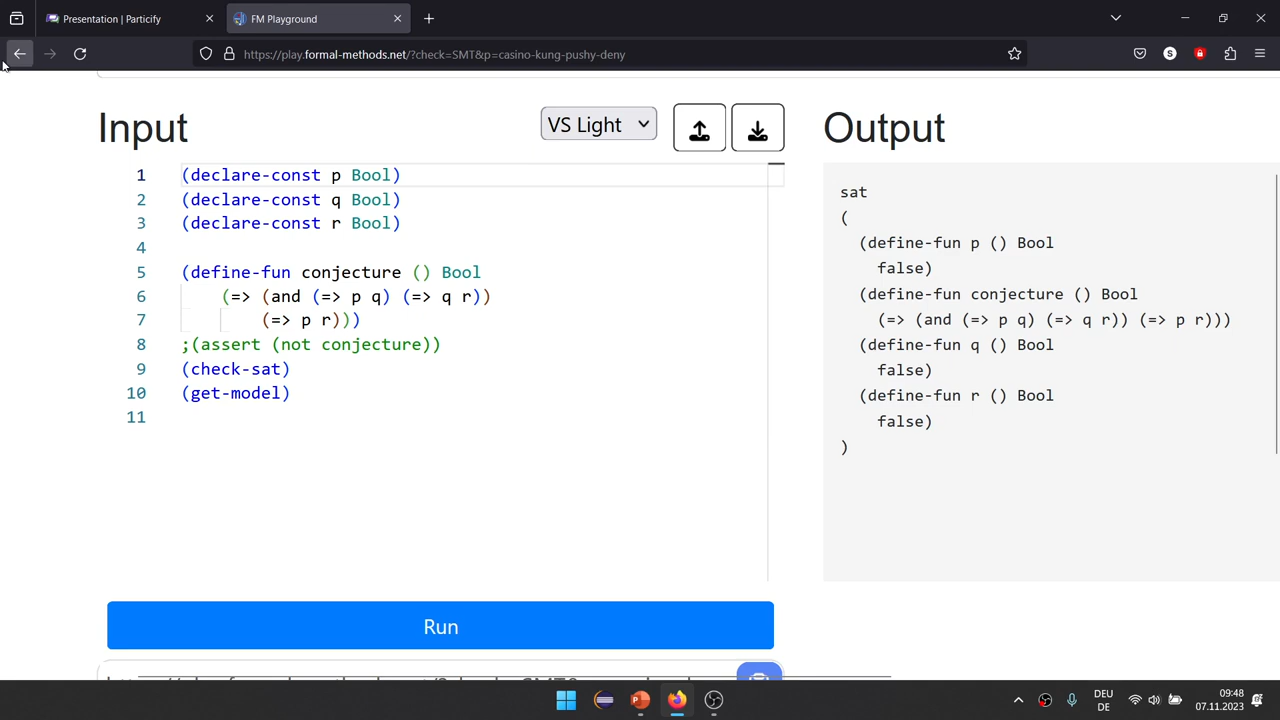 Presentation | Particify
FM Playground
https://play.formal-methods.net/?check=SMT&p=casino-kung-pushy-deny
Input
VS Light
Output
1 (declare-const p Bool)
2 (declare-const q Bool)
3 (declare-const r Bool)
4
5 (define-fun conjecture () Bool
6 (=> (and (=> p q) (=> q r))
7 (=> p r)))
8 ;(assert (not conjecture))
9 (check-sat)
10 (get-model)
11
sat
(
(define-fun p () Bool
false)
(define-fun conjecture () Bool
(=> (and (=> p q) (=> q r)) (=> p r)))
(define-fun q () Bool
false)
(define-fun r () Bool
false)
)
Run
S
DEU
DE
09:48
07.11.2023